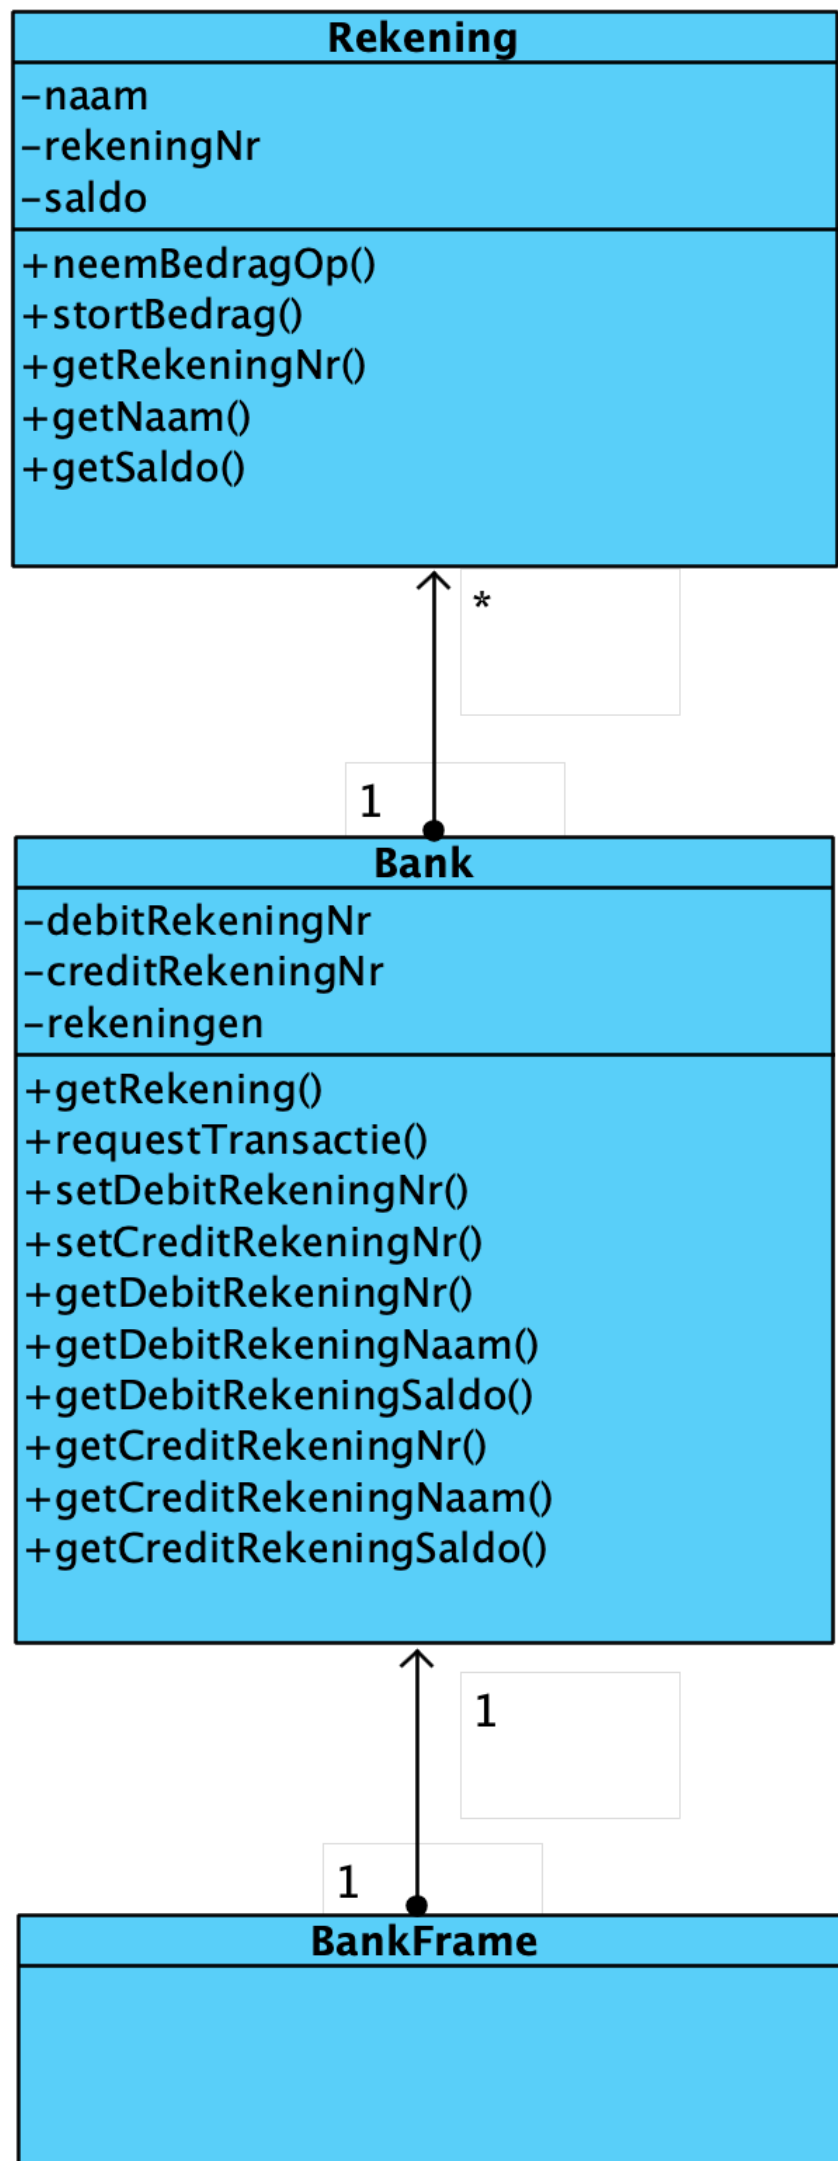 Rekening
-naam
-rekeningNr
-saldo
+neemBedragOp()
+stortBedrag()
+getRekeningNr()
+getNaam()
+getSaldo()
*
1
Bank
-debitRekeningNr
-creditRekeningNr
-rekeningen
+getRekening()
+requestTransactie()
+setDebitRekeningNr()
+setCreditRekeningNr()
+getDebitRekeningNr()
+getDebitRekeningNaam()
+getDebitRekeningSaldo()
+getCreditRekeningNr()
+getCreditRekeningNaam()
+getCreditRekeningSaldo()
1
1
BankFrame